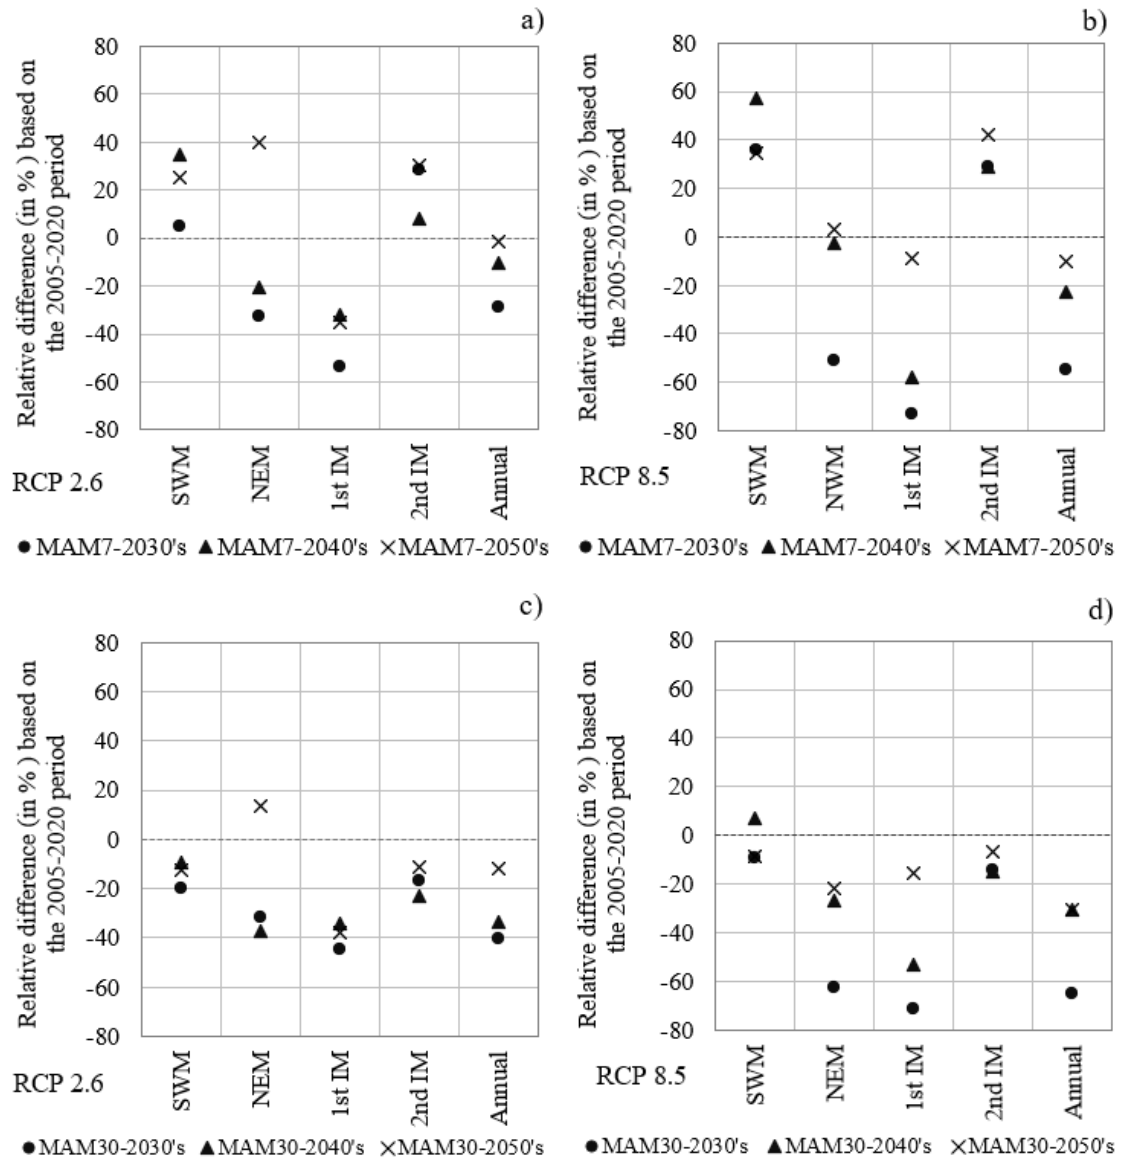 a)
Relative difference (in % ) based on
the 2005-2020 period
80
60
40
20
0
-20
-40
-60
-80
SWM
NEM
1st IM
2nd IM
Annual
RCP 2.6
● MAM7-2030's ▲ MAM7-2040's ×MAM7-2050's
b)
Relative difference (in % ) based on
the 2005-2020 period
80
60
40
20
0
-20
-40
-60
-80
SWM
NWM
1st IM
2nd IM
Annual
RCP 8.5
● MAM7-2030's ▲ MAM7-2040's ×MAM7-2050's
c)
Relative difference (in % ) based on
the 2005-2020 period
80
60
40
20
0
-20
-40
-60
-80
SWM
NEM
1st IM
2nd IM
Annual
RCP 2.6
● MAM30-2030's ▲ MAM30-2040's ×MAM30-2050's
d)
Relative difference (in % ) based on
the 2005-2020 period
80
60
40
20
0
-20
-40
-60
-80
SWM
NEM
1st IM
2nd IM
Annual
RCP 8.5
● MAM30-2030's ▲ MAM30-2040's ×MAM30-2050's